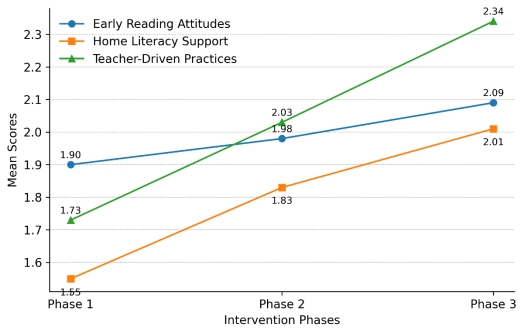 Early Reading Attitudes
Home Literacy Support
Teacher-Driven Practices
Mean Scores
2.3
2.2
2.1
2.0
1.9
1.8
1.7
1.6
2.34
2.09
2.01
2.03
1.98
1.83
1.90
1.73
1.55
Phase 1
Phase 2
Phase 3
Intervention Phases